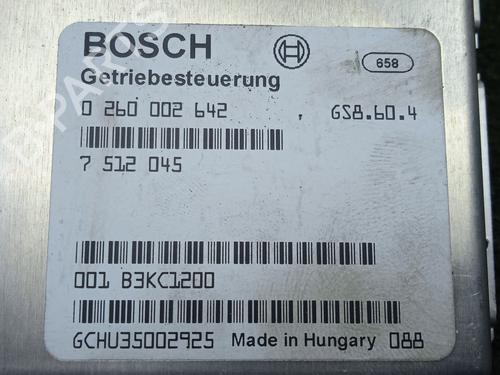 BOSCH
658
Getriebesteuerung
0 260 002 642 , GS8.60.4
7 512 045
001 B3KC1200
GCHU35002925 Made in Hungary 088